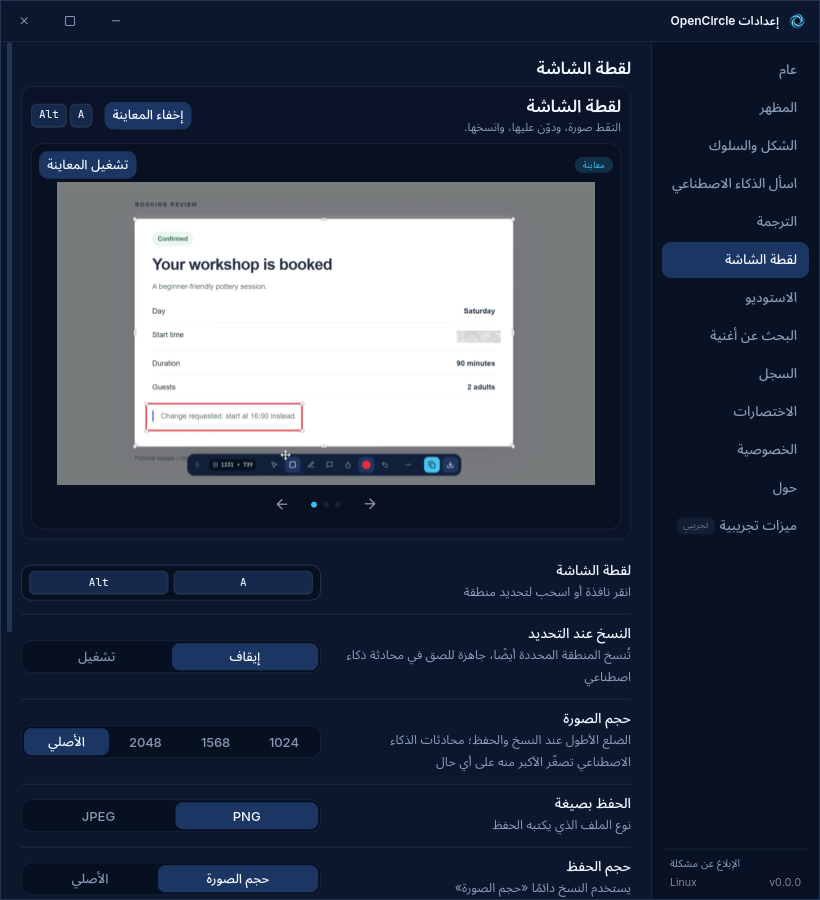 إعدادات OpenCircle
عام
المظهر
الشكل والسلوك
اسأل الذكاء الاصطناعي
الترجمة
لقطة الشاشة
الاستوديو
البحث عن أغنية
السجل
الاختصارات
الخصوصية
حول
ميزات تجريبية تجريبي
الإبلاغ عن مشكلة
v0.0.0 Linux
لقطة الشاشة
لقطة الشاشة
التقط صورة، ودوّن عليها، وانسخها.
إخفاء المعاينة
Alt A
معاينة
تشغيل المعاينة
BOOKING REVIEW
Confirmed
Your workshop is booked
A beginner-friendly pottery session.
Day Saturday
Start time
Duration 90 minutes
Guests 2 adults
Change requested: start at 16:00 instead.
Fictional sample
1231 × 739
لقطة الشاشة
انقر نافذة أو اسحب لتحديد منطقة
Alt A
النسخ عند التحديد
تُنسخ المنطقة المحددة أيضًا، جاهزة للصق في محادثة ذكاء
اصطناعي
إيقاف تشغيل
حجم الصورة
الضلع الأطول عند النسخ والحفظ؛ محادثات الذكاء
الاصطناعي تصغّر الأكبر منه على أي حال
1024 1568 2048 الأصلي
الحفظ بصيغة
نوع الملف الذي يكتبه الحفظ
PNG JPEG
حجم الحفظ
يستخدم النسخ دائمًا «حجم الصورة»
حجم الصورة الأصلي